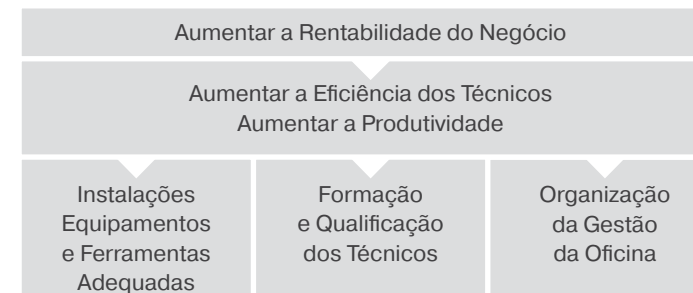 Aumentar a Rentabilidade do Negócio
Aumentar a Eficiência dos Técnicos
Aumentar a Produtividade
Instalações
Equipamentos
e Ferramentas
Adequadas
Formação
e Qualificação
dos Técnicos
Organização
da Gestão
da Oficina